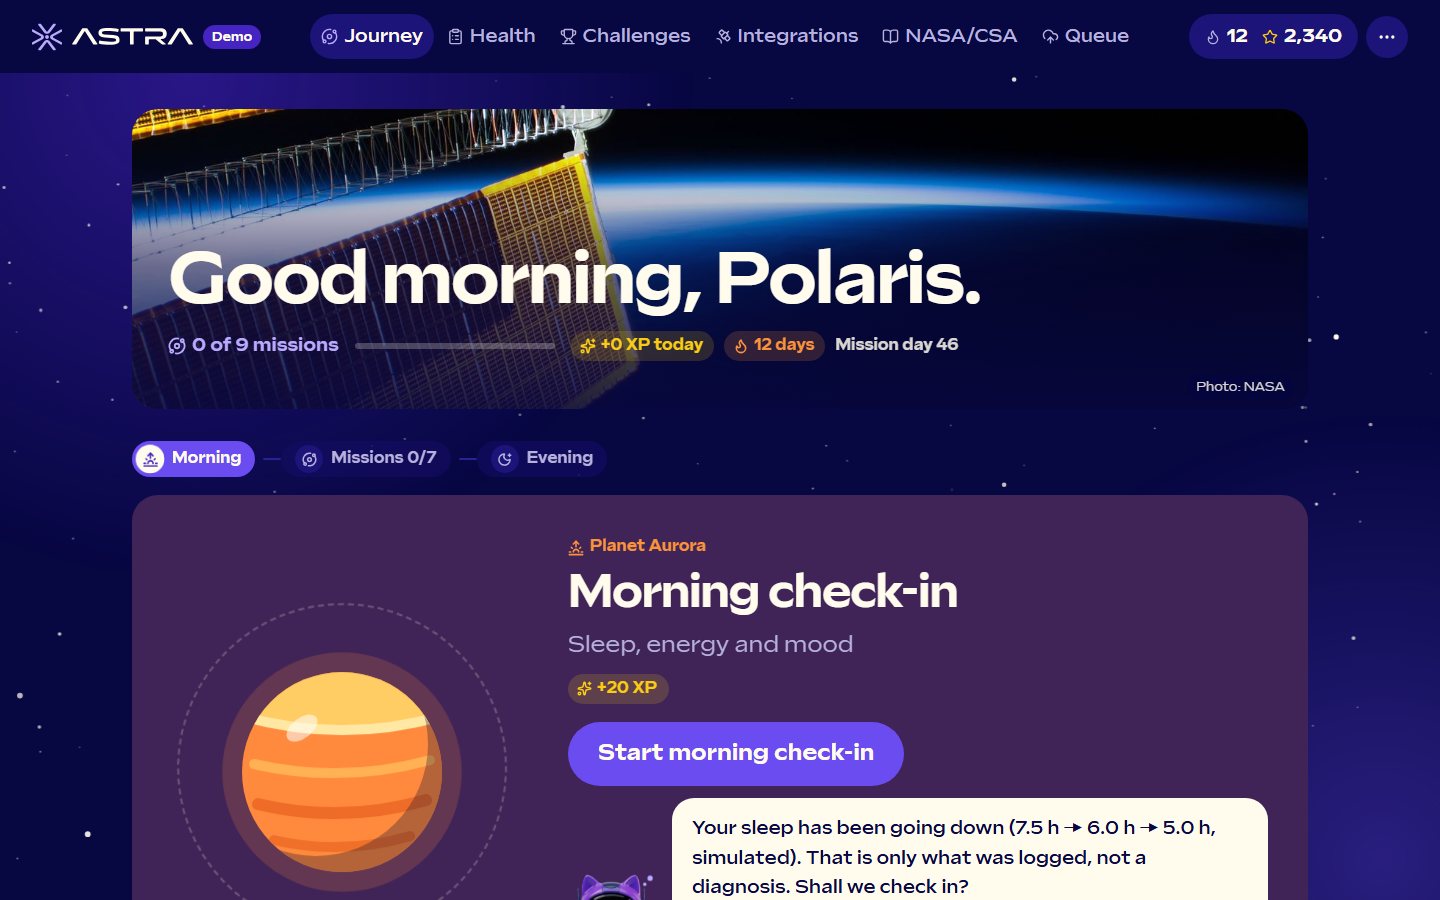 ASTRA Demo Journey Health Challenges Integrations NASA/CSA Queue 12 2,340
Good morning, Polaris.
0 of 9 missions +0 XP today 12 days Mission day 46
Photo: NASA
Morning Missions 0/7 Evening
Planet Aurora
Morning check-in
Sleep, energy and mood
+20 XP
Start morning check-in
Your sleep has been going down (7.5 h → 6.0 h → 5.0 h,
simulated). That is only what was logged, not a
diagnosis. Shall we check in?